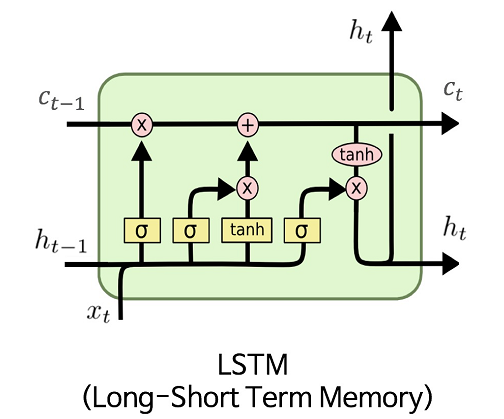 h_t
c_{t-1}
c_t
x
+
tanh
x
x
h_{t-1}
σ
σ
tanh
σ
h_t
x_t
LSTM
(Long-Short Term Memory)